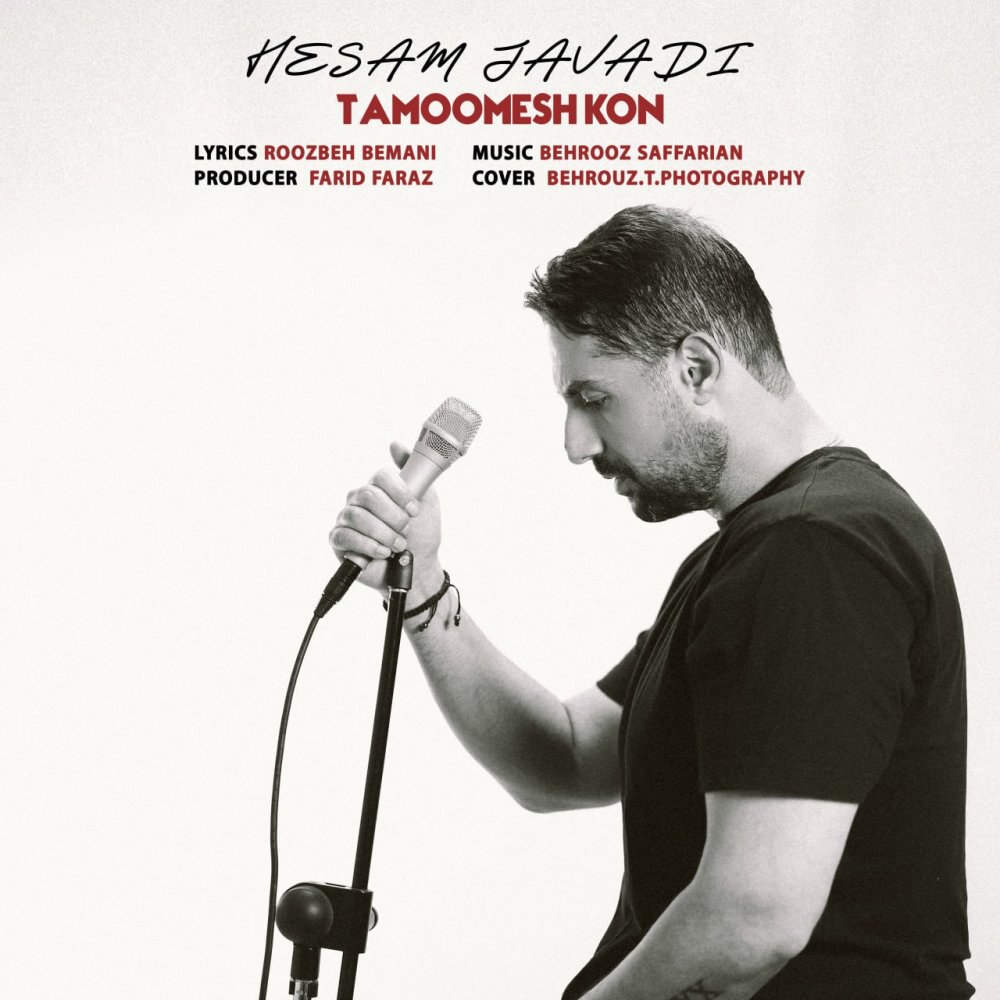 HESAM JAVADI
TAMOOMESH KON
LYRICS ROOZBEH BEMANI MUSIC BEHROOZ SAFFARIAN
PRODUCER FARID FARAZ COVER BEHROUZ.T.PHOTOGRAPHY